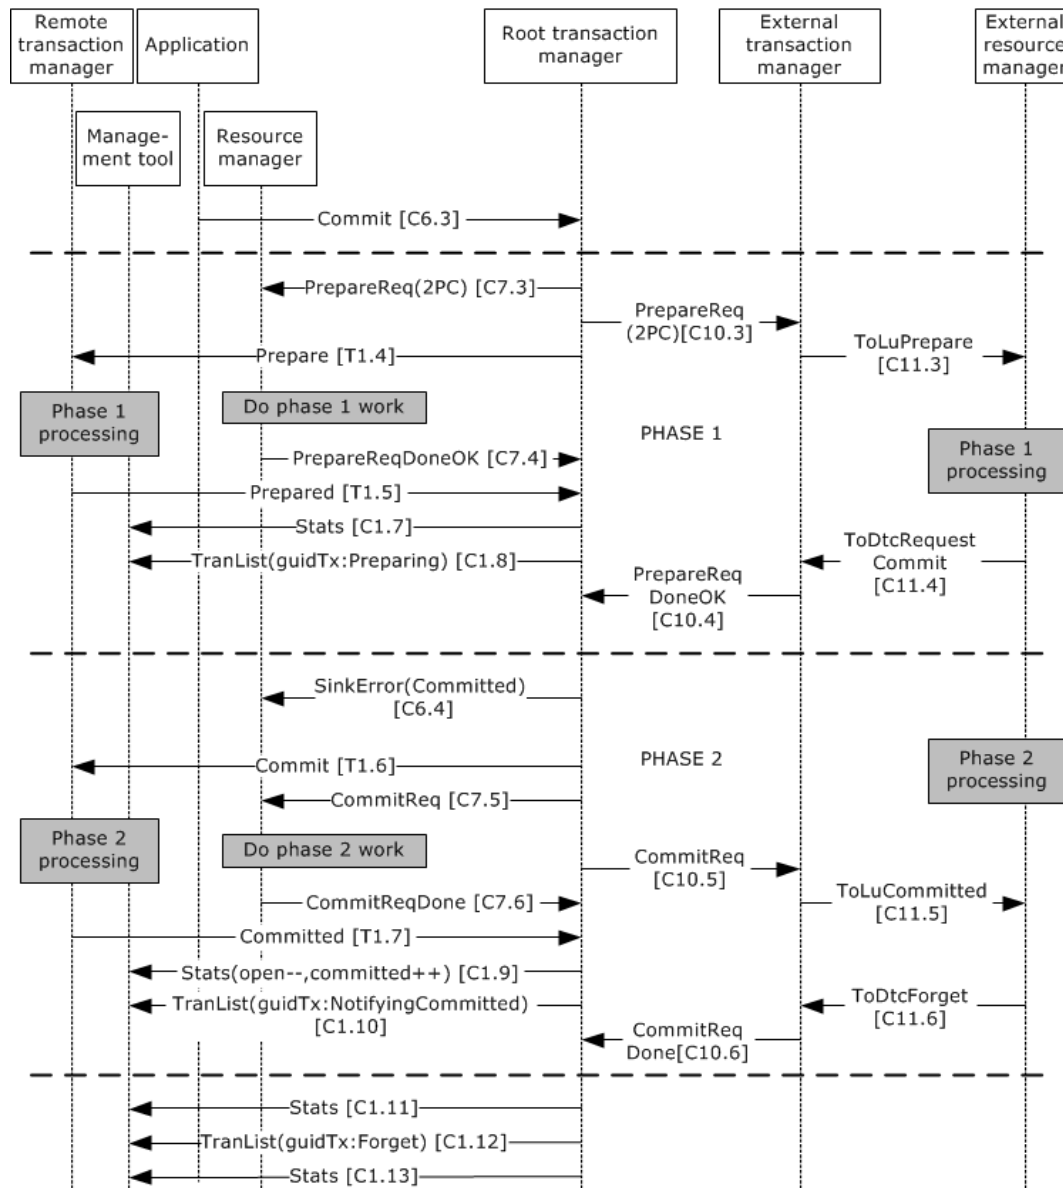 Remote
transaction
manager
Application
Root transaction
manager
External
transaction
manager
External
resource
manager
Manage-
ment tool
Resource
manager
Commit [C6.3]
PrepareReq(2PC) [C7.3]
PrepareReq
(2PC)[C10.3]
Prepare [T1.4]
ToLuPrepare
[C11.3]
Phase 1
processing
Do phase 1 work
PHASE 1
Phase 1
processing
PrepareReqDoneOK [C7.4]
Prepared [T1.5]
Stats [C1.7]
TranList(guidTx:Preparing) [C1.8]
ToDtcRequest
Commit
[C11.4]
PrepareReq
DoneOK
[C10.4]
SinkError(Committed)
[C6.4]
PHASE 2
Phase 2
processing
Commit [T1.6]
CommitReq [C7.5]
Phase 2
processing
Do phase 2 work
CommitReq
[C10.5]
ToLuCommitted
[C11.5]
CommitReqDone [C7.6]
Committed [T1.7]
Stats(open--,committed++) [C1.9]
TranList(guidTx:NotifyingCommitted)
[C1.10]
ToDtcForget
[C11.6]
CommitReq
Done[C10.6]
Stats [C1.11]
TranList(guidTx:Forget) [C1.12]
Stats [C1.13]